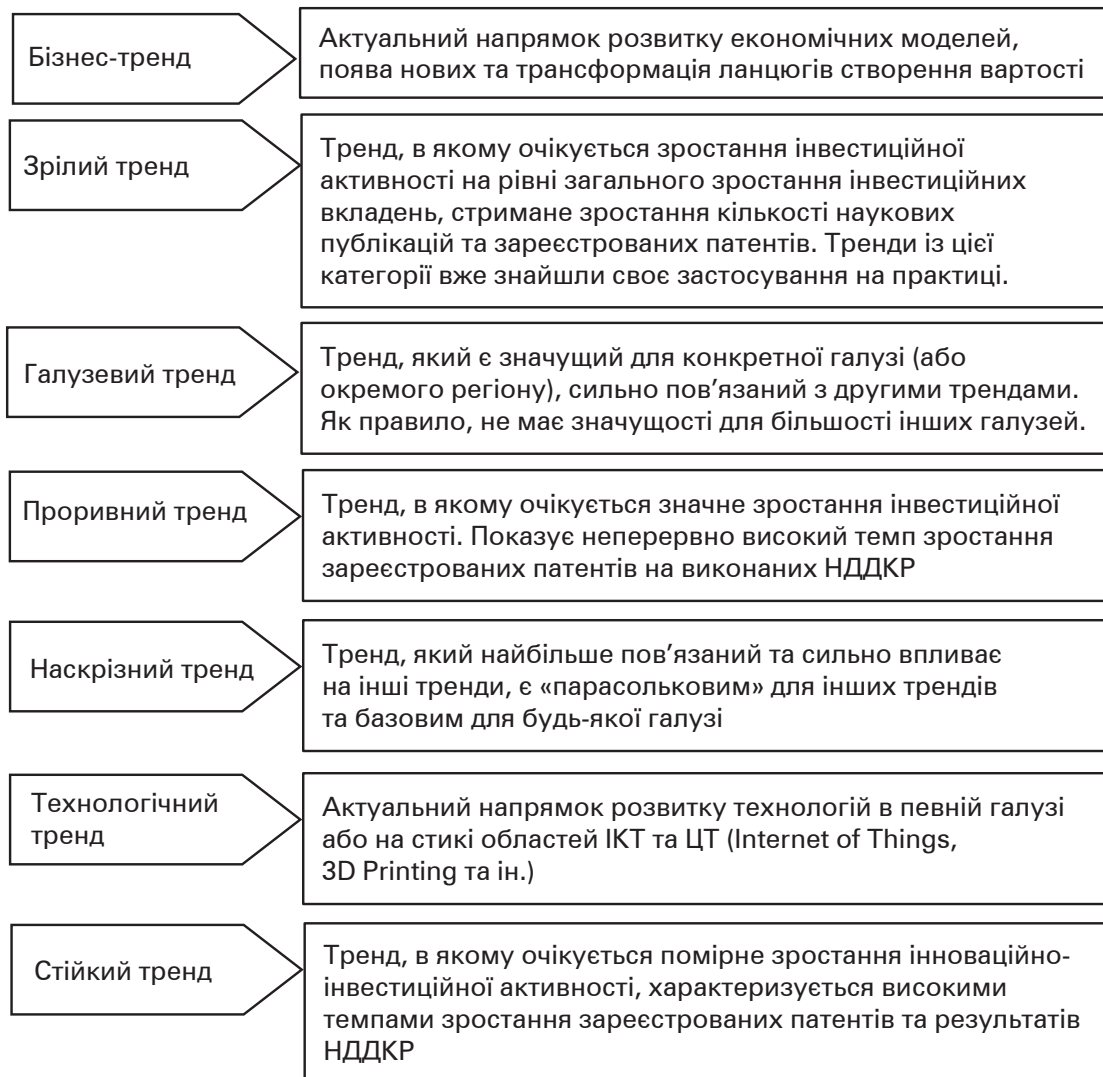 Бізнес-тренд
Актуальний напрямок розвитку економічних моделей,
поява нових та трансформація ланцюгів створення вартості
Зрілий тренд
Тренд, в якому очікується зростання інвестиційної
активності на рівні загального зростання інвестиційних
вкладень, стримане зростання кількості наукових
публікацій та зареєстрованих патентів. Тренди із цієї
категорії вже знайшли своє застосування на практиці.
Галузевий тренд
Тренд, який є значущий для конкретної галузі (або
окремого регіону), сильно пов’язаний з другими трендами.
Як правило, не має значущості для більшості інших галузей.
Проривний тренд
Тренд, в якому очікується значне зростання інвестиційної
активності. Показує неперервно високий темп зростання
зареєстрованих патентів на виконаних НДДКР
Наскрізний тренд
Тренд, який найбільше пов’язаний та сильно впливає
на інші тренди, є «парасольковим» для інших трендів
та базовим для будь-якої галузі
Технологічний
тренд
Актуальний напрямок розвитку технологій в певній галузі
або на стикі областей ІКТ та ЦТ (Internet of Things,
3D Printing та ін.)
Стійкий тренд
Тренд, в якому очікується помірне зростання інноваційно-
інвестиційної активності, характеризується високими
темпами зростання зареєстрованих патентів та результатів
НДДКР